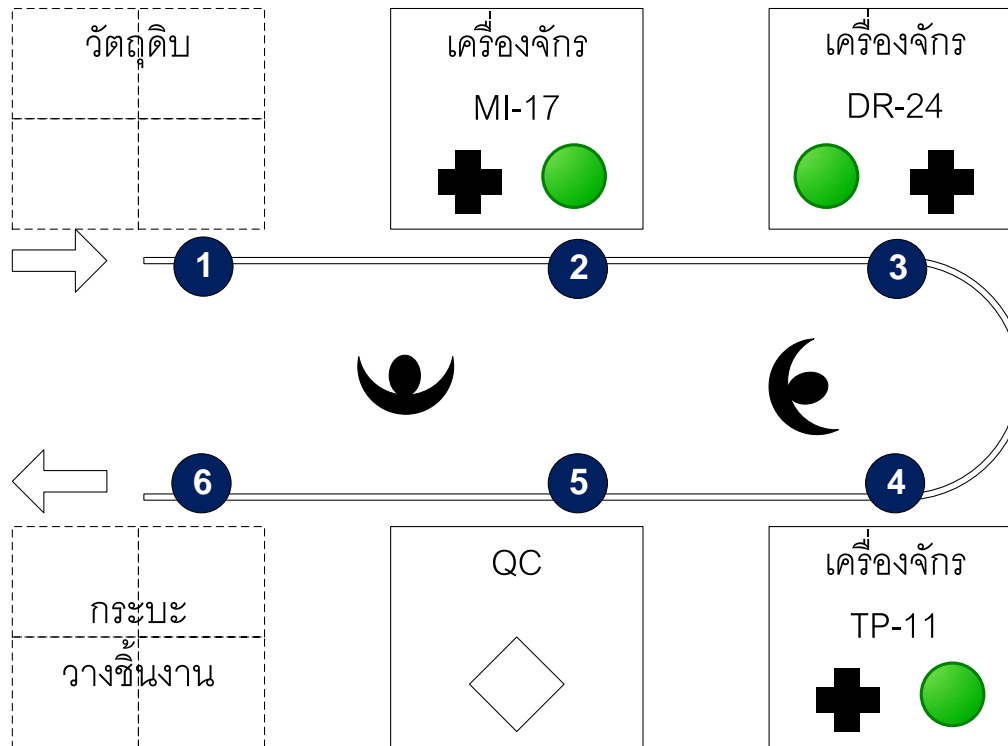 วัตถุดิบ
เครื่องจักร
MI-17
เครื่องจักร
DR-24
1
2
3
6
5
4
กระบะ
วางชิ้นงาน
QC
เครื่องจักร
TP-11